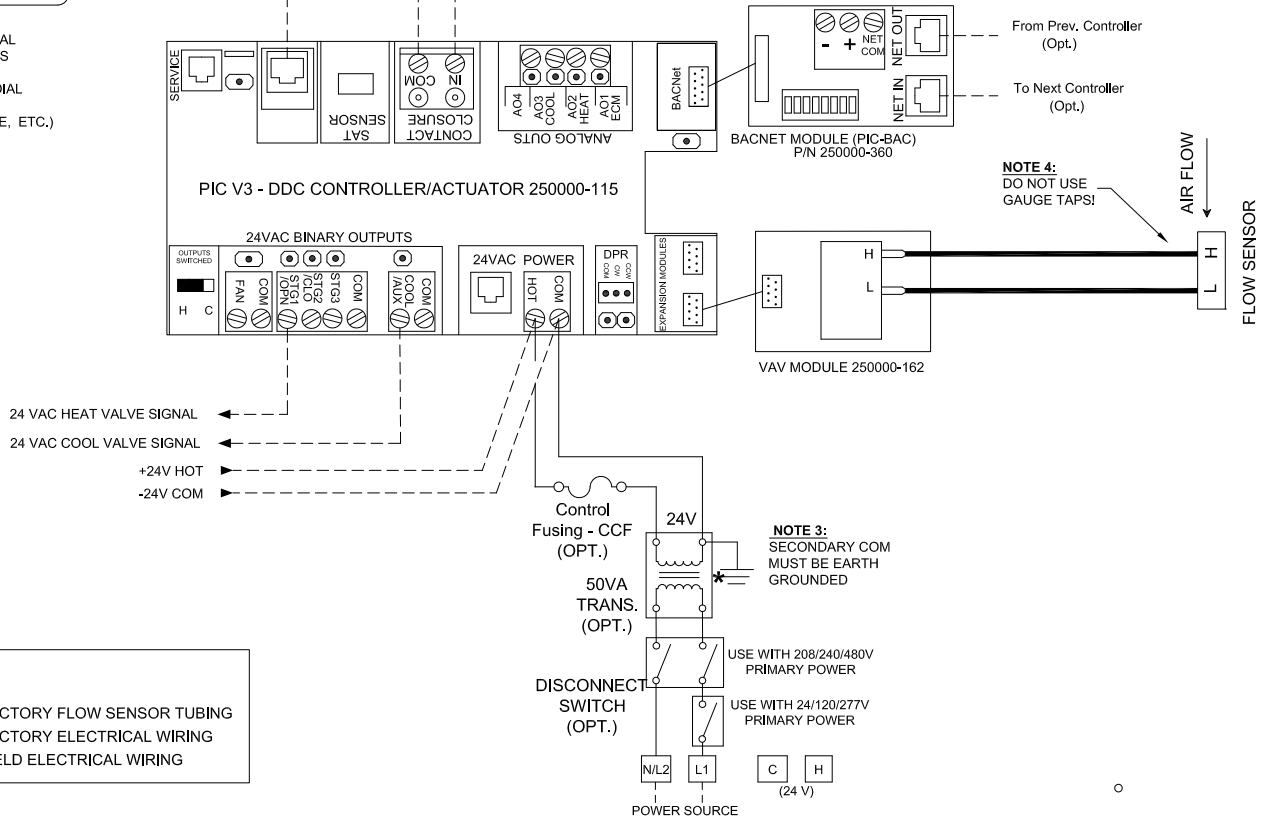 AL
S
DIAL
E, ETC.)
SERVICE
COM
IN
SAT
SENSOR
CONTACT
CLOSURE
AO4
AO3
COOL
AO2
HEAT
AO1
ECM
ANALOG OUTS
BACNet
- + NET
COM
NET OUT
NET IN
From Prev. Controller
(Opt.)
To Next Controller
(Opt.)
BACNET MODULE (PIC-BAC)
P/N 250000-360
PIC V3 - DDC CONTROLLER/ACTUATOR 250000-115
NOTE 4:
DO NOT USE
GAUGE TAPS!
AIR FLOW
H
L
FLOW SENSOR
24VAC BINARY OUTPUTS
OUTPUTS
SWITCHED
H C
FAN
COM
STG1
/OPN
STG2
/CLO
STG3
COM
COOL
/AUX
COM
24VAC POWER
HOT
COM
DPR
COM
CW
CCW
EXPANSION MODULES
H
L
VAV MODULE 250000-162
24 VAC HEAT VALVE SIGNAL
24 VAC COOL VALVE SIGNAL
+24V HOT
-24V COM
Control
Fusing - CCF
(OPT.)
24V
NOTE 3:
SECONDARY COM
MUST BE EARTH
GROUNDED
*
50VA
TRANS.
(OPT.)
USE WITH 208/240/480V
PRIMARY POWER
DISCONNECT
SWITCH
(OPT.)
USE WITH 24/120/277V
PRIMARY POWER
N/L2 L1 C H
(24 V)
POWER SOURCE
CTORY FLOW SENSOR TUBING
CTORY ELECTRICAL WIRING
ELD ELECTRICAL WIRING